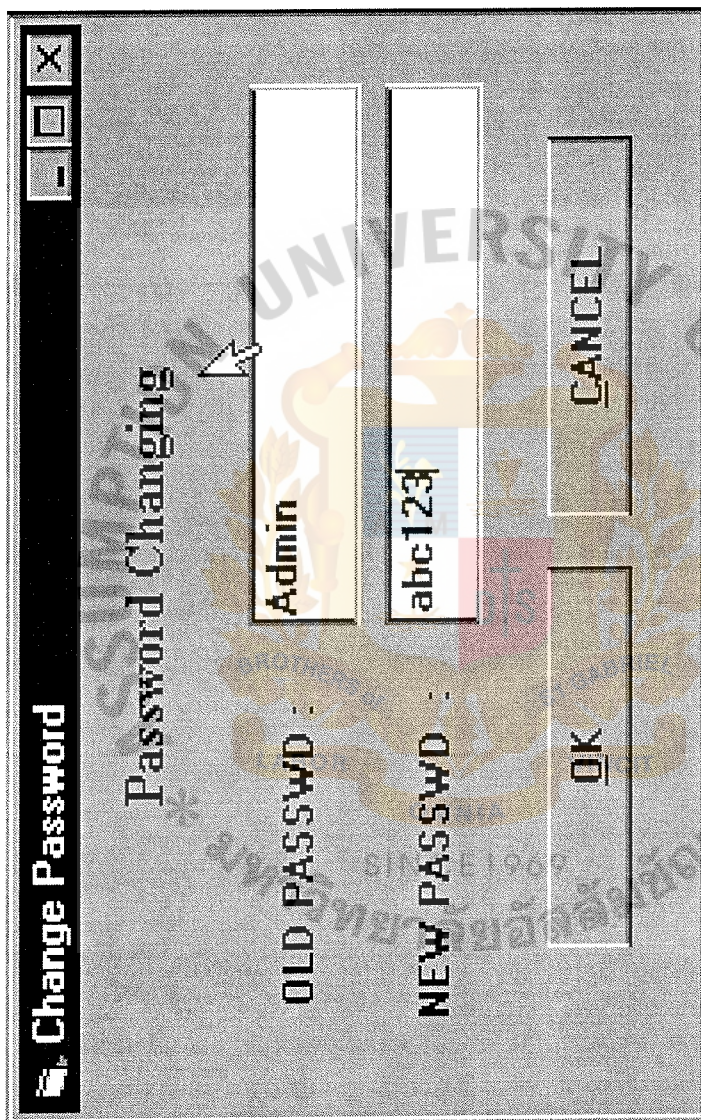 Change Password
Password Changing
OLD PASSWD :
Admin
NEW PASSWD :
abc123
OK
CANCEL
UNIVERSITY
SINCE 1969